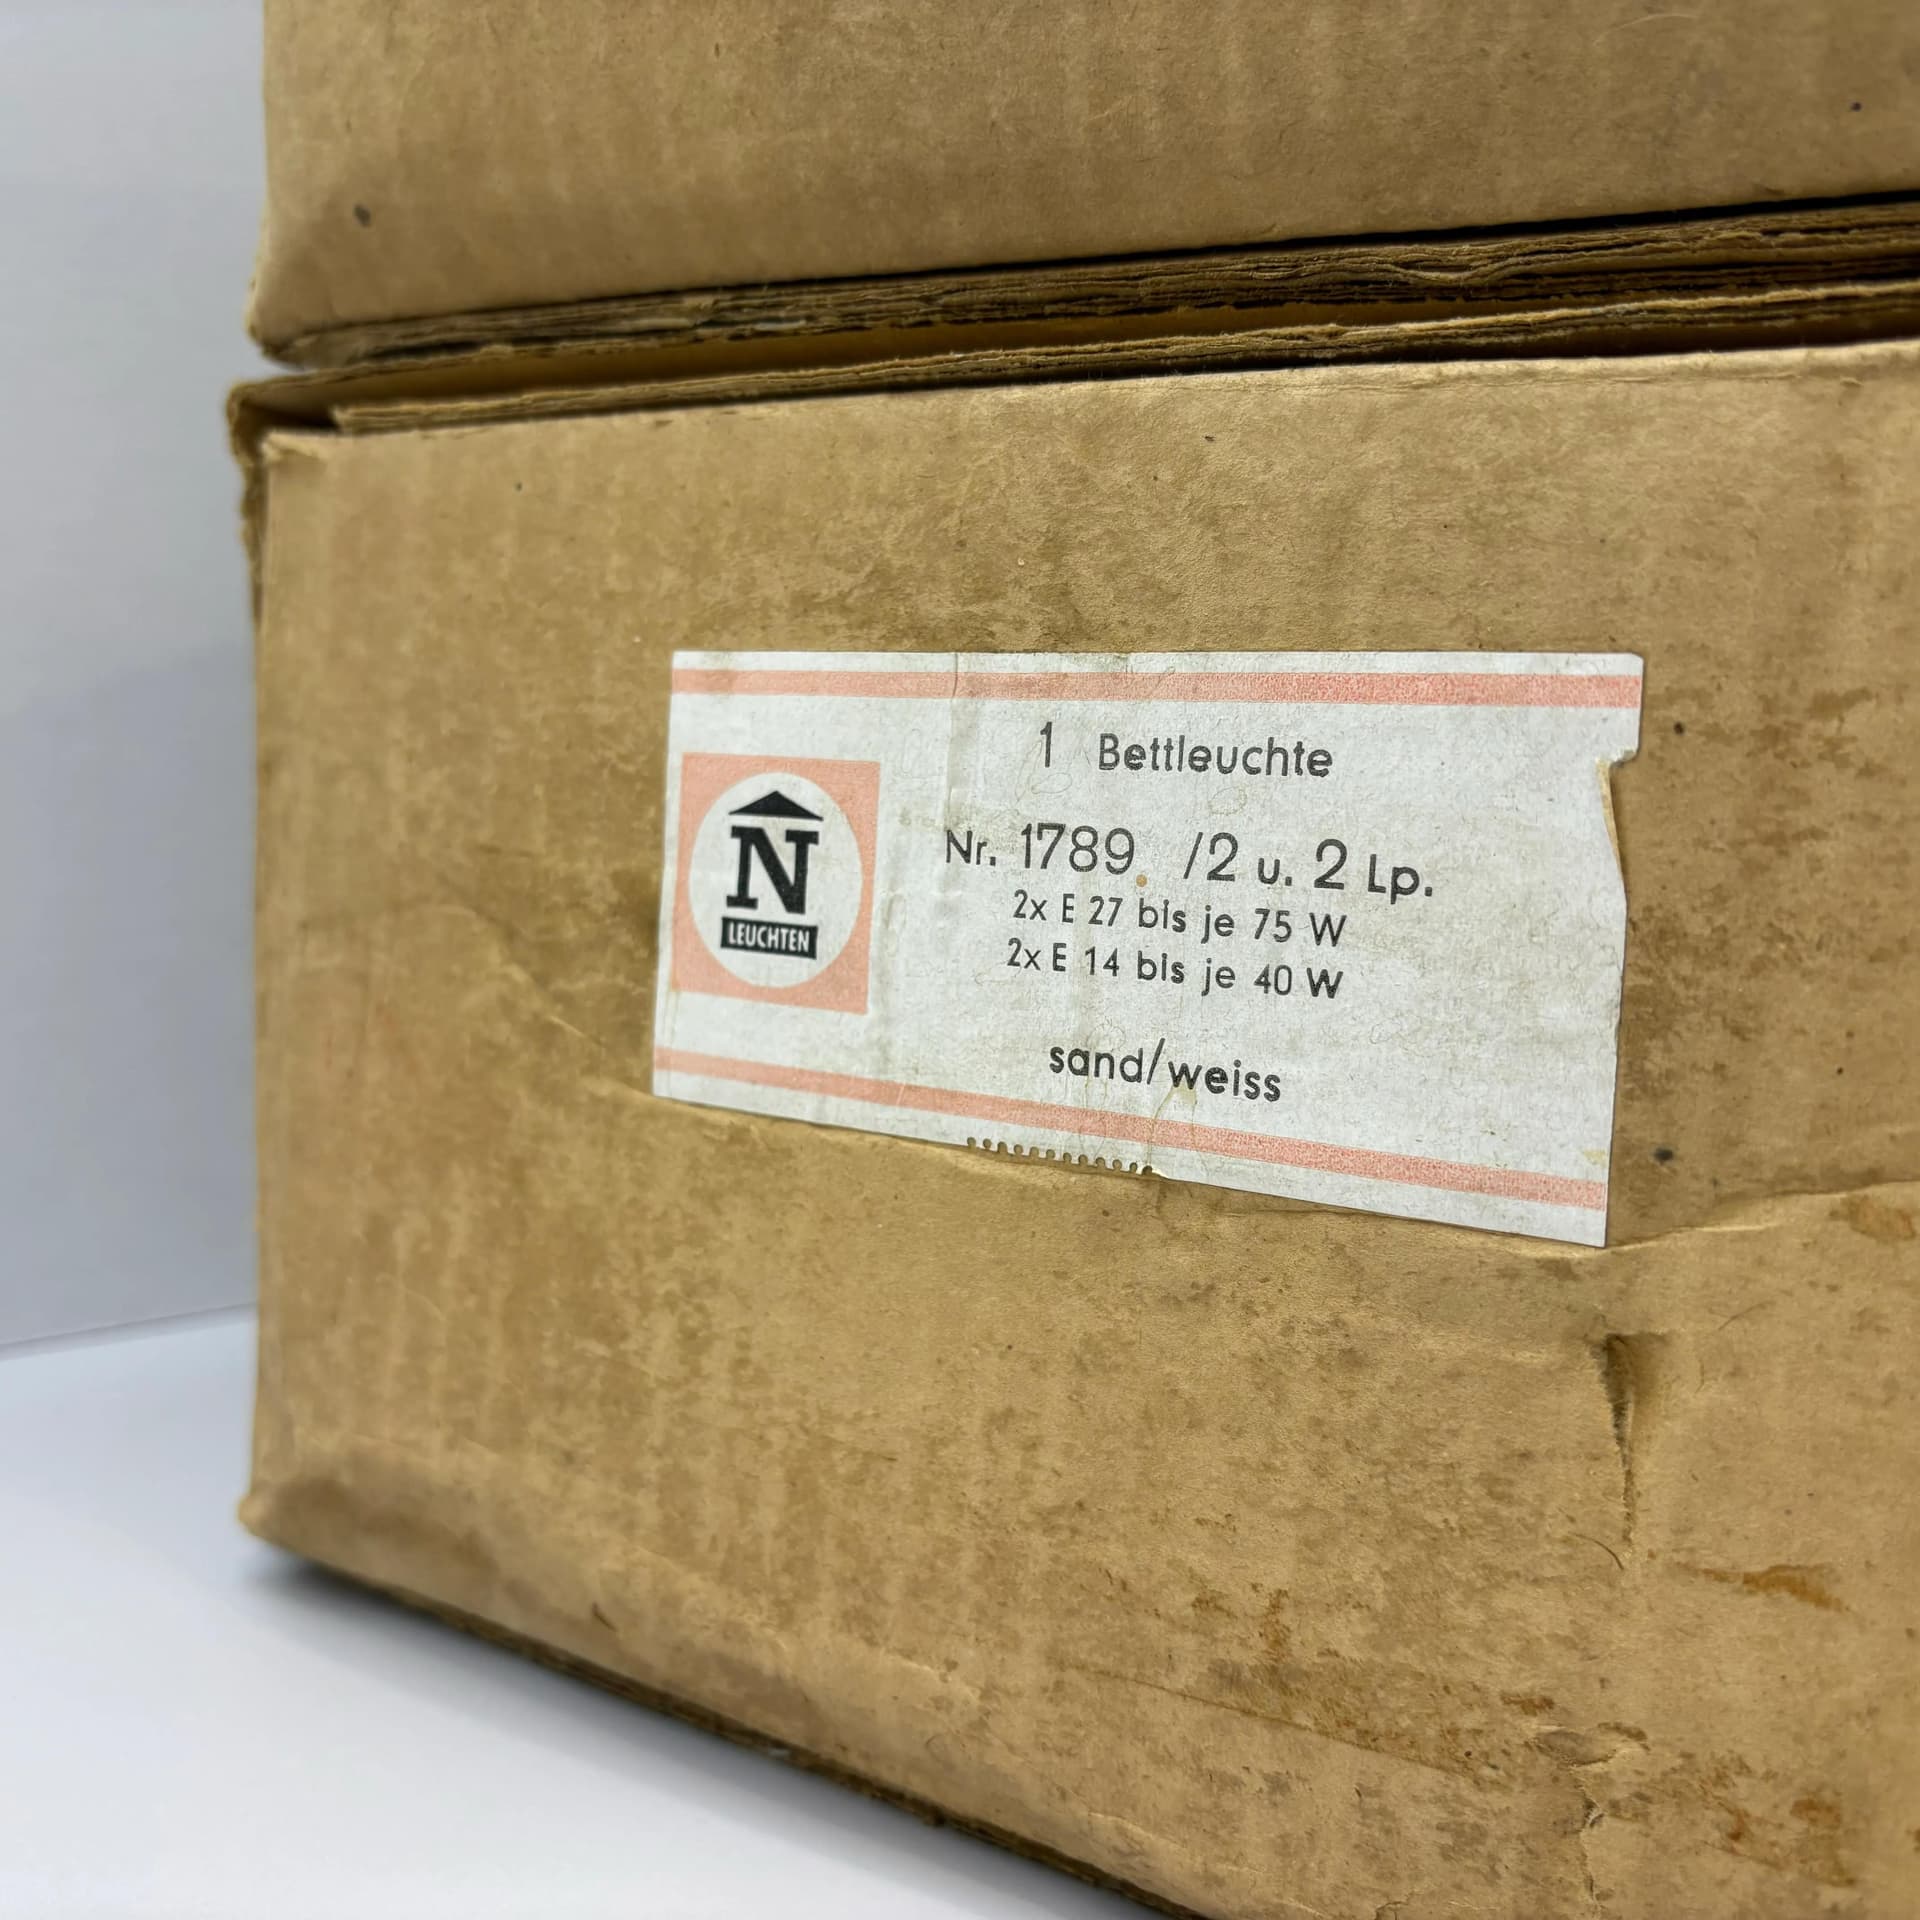 1 Bettleuchte
N
LEUCHTEN
Nr. 1789. /2 u. 2 Lp.
2x E 27 bis je 75 W
2x E 14 bis je 40 W
sand/weiss